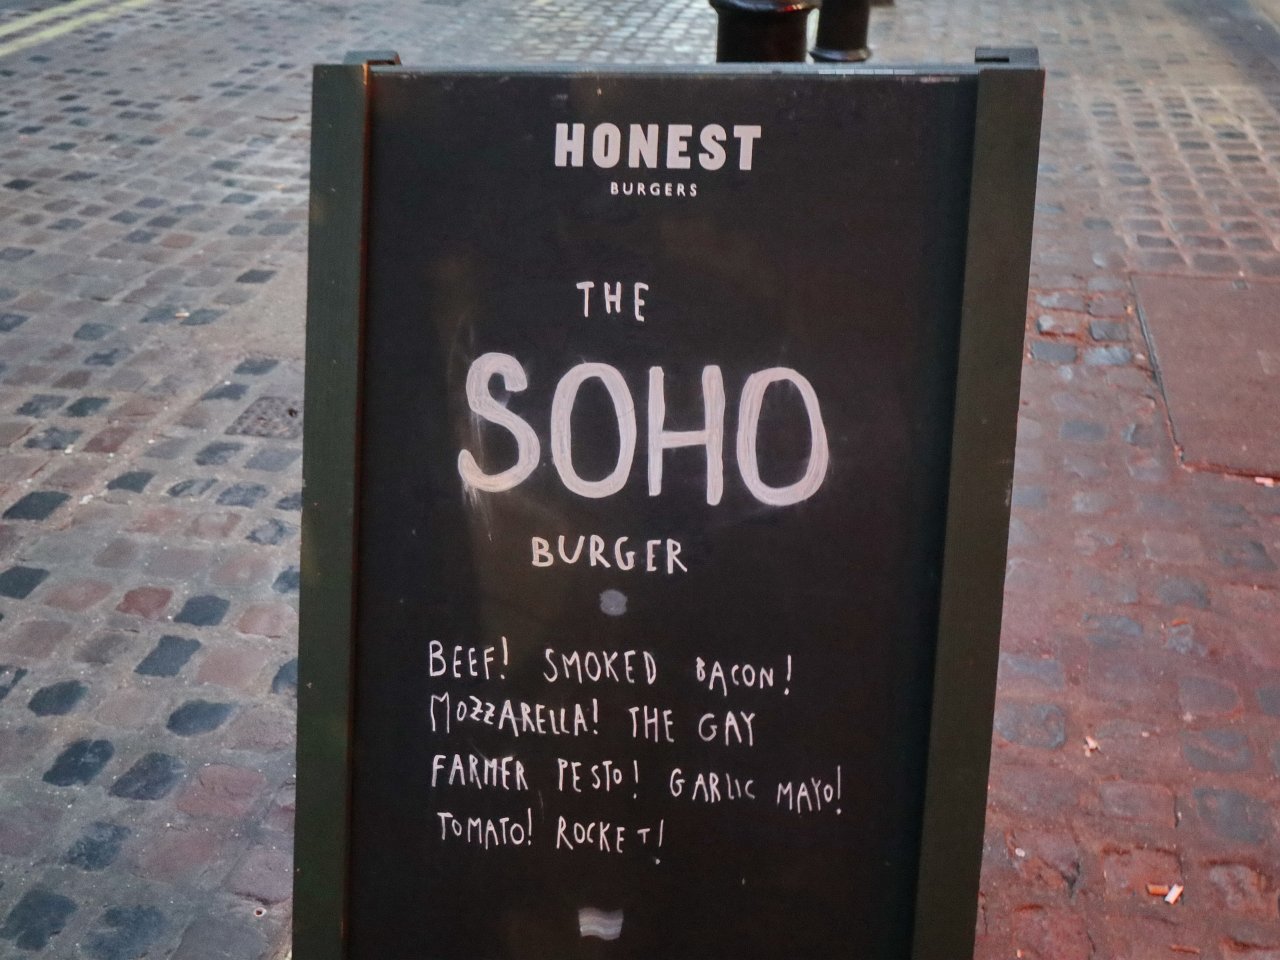 HONEST
BURGERS
THE
SOHO
BURGER
BEEF! SMOKED BACON!
MOZZARELLA! THE GAY
FARMER PESTO! GARLIC MAYO!
TOMATO! ROCKET!